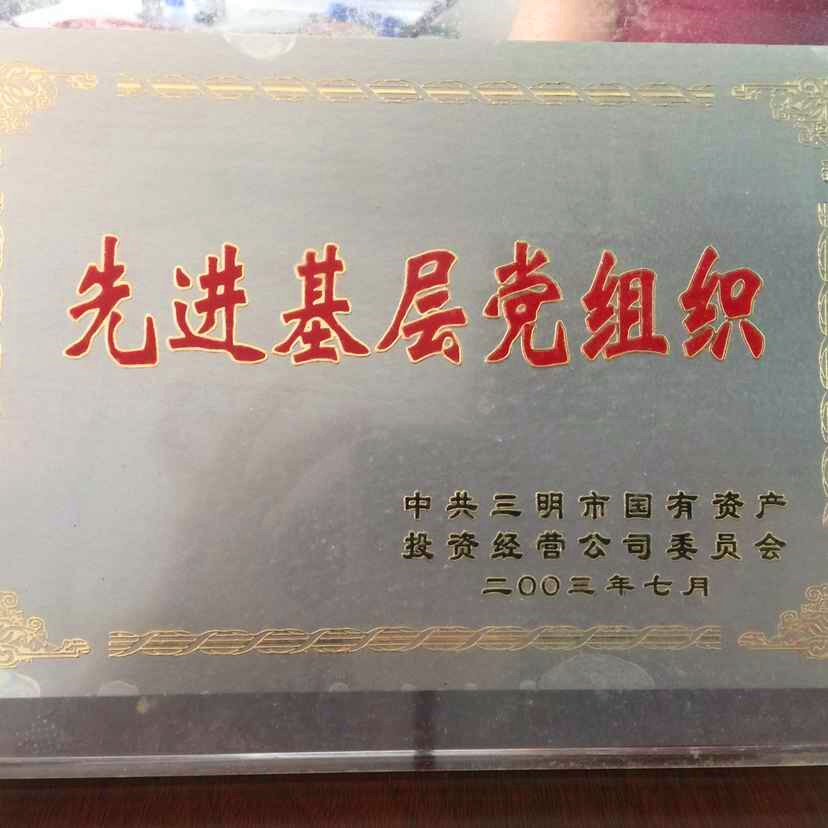 先进基层党组织
中共三明市国有资产
投资经营公司委员会
二〇〇三年七月